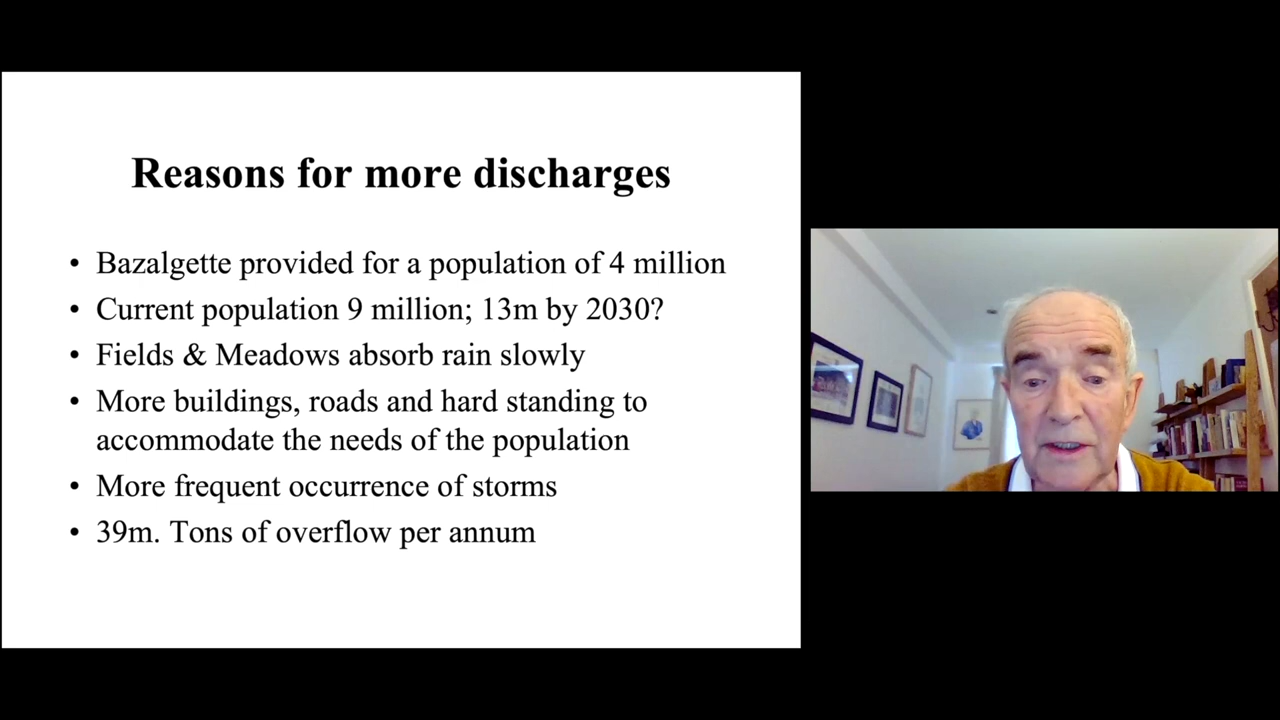 Reasons for more discharges
• Bazalgette provided for a population of 4 million
• Current population 9 million; 13m by 2030?
• Fields & Meadows absorb rain slowly
• More buildings, roads and hard standing to
accommodate the needs of the population
• More frequent occurrence of storms
• 39m. Tons of overflow per annum